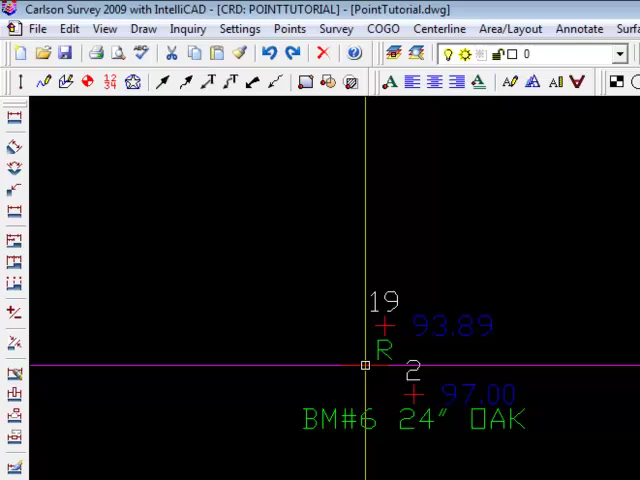 Carlson Survey 2009 with IntelliCAD - [CRD: POINTTUTORIAL] - [PointTutorial.dwg]
File Edit View Draw Inquiry Settings Points Survey COGO Centerline Area/Layout Annotate Surfa
0
19
93.89
R
2
97.00
BM#6 24" OAK